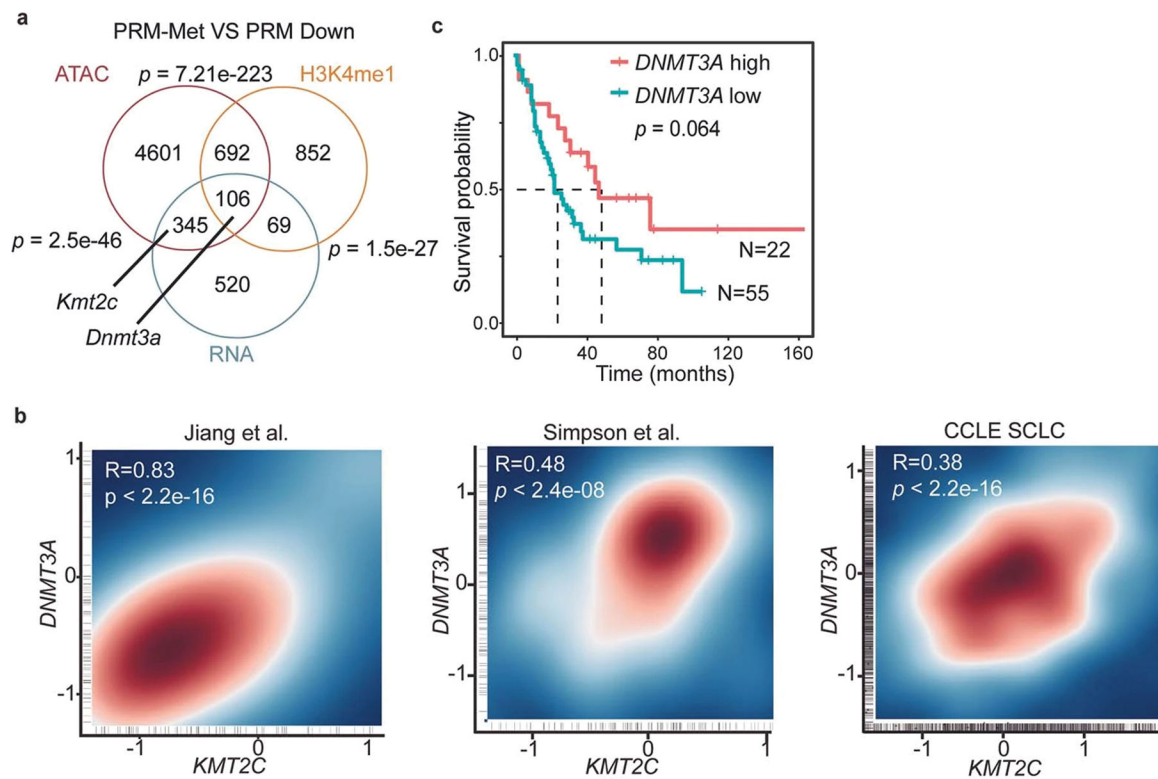 a
PRM-Met VS PRM Down
ATAC
p = 7.21e-223
H3K4me1
4601
692
852
106
345
69
p = 2.5e-46
p = 1.5e-27
Kmt2c
520
Dnmt3a
RNA
c
1.0
DNMT3A high
DNMT3A low
p = 0.064
Survival probability
0.5
N=22
N=55
0.0
0 40 80 120 160
Time (months)
b
Jiang et al.
R=0.83
p < 2.2e-16
DNMT3A
1
0
-1
-1 0 1
KMT2C
Simpson et al.
R=0.48
p < 2.4e-08
DNMT3A
1
0
-1
-1 0 1
KMT2C
CCLE SCLC
R=0.38
p < 2.2e-16
DNMT3A
1
0
-1
-1 0 1
KMT2C